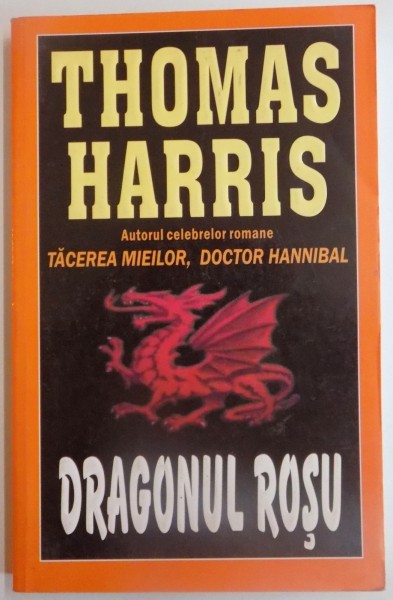 THOMAS
HARRIS
Autorul celebrelor romane
TĂCEREA MIEILOR, DOCTOR HANNIBAL
DRAGONUL ROȘU